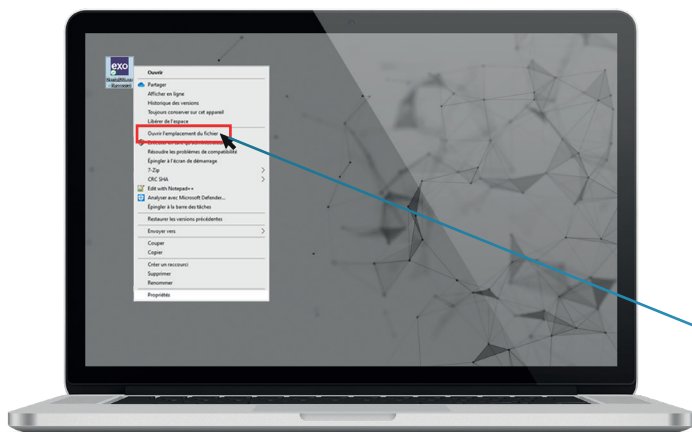 exo
Ouvrir
Partager
Afficher en ligne
Historique des versions
Toujours conserver sur cet appareil
Libérer de l'espace
Ouvrir l'emplacement du fichier
Résoudre les problèmes de compatibilité
Épingler à l'écran de démarrage
7-Zip
CRC SHA
Edit with Notepad++
Analyser avec Microsoft Defender...
Épingler à la barre des tâches
Restaurer les versions précédentes
Envoyer vers
Couper
Copier
Créer un raccourci
Supprimer
Renommer
Propriétés